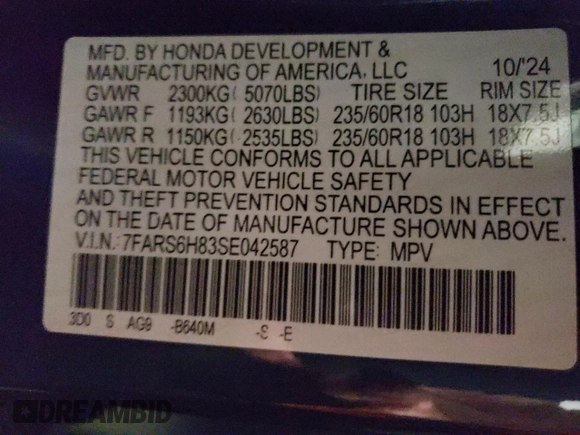 MFD. BY HONDA DEVELOPMENT &
MANUFACTURING OF AMERICA, LLC 10/'24
GVWR 2300KG( 5070LBS) TIRE SIZE RIM SIZE
GAWR F 1193KG( 2630LBS) 235/60R18 103H 18X7.5J
GAWR R 1150KG( 2535LBS) 235/60R18 103H 18X7.5J
THIS VEHICLE CONFORMS TO ALL APPLICABLE
FEDERAL MOTOR VEHICLE SAFETY
AND THEFT PREVENTION STANDARDS IN EFFECT
ON THE DATE OF MANUFACTURE SHOWN ABOVE.
V.I.N.:7FARS6H83SE042587 TYPE: MPV
3D0 S AG9 -B640M -S -E
DREAMBID